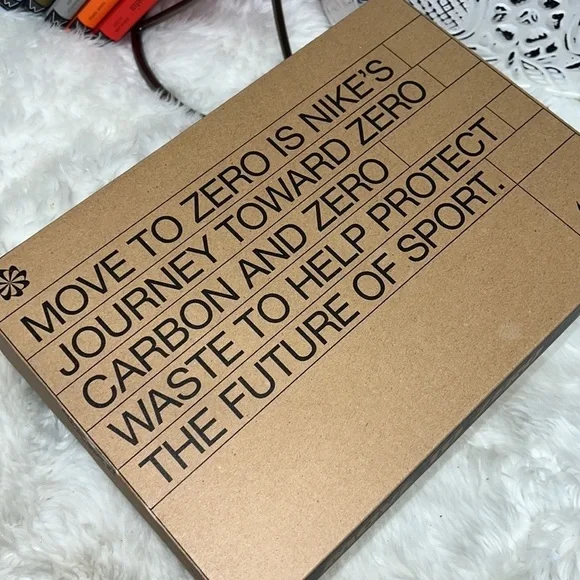 MOVE TO ZERO IS NIKE'S
JOURNEY TOWARD ZERO
CARBON AND ZERO
WASTE TO HELP PROTECT
THE FUTURE OF SPORT.